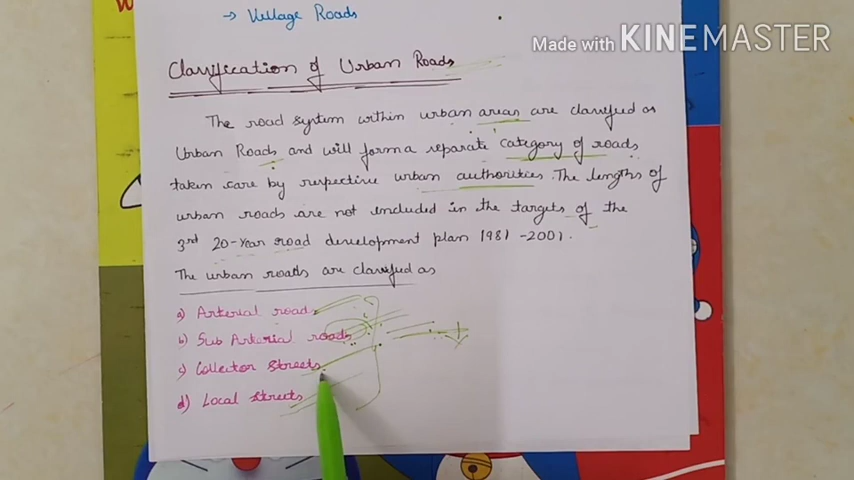 → Village Roads
Made with KINEMASTER
Classification of Urban Roads
The road system within urban areas are classified as
Urban Roads and will form a separate category of roads
taken care by respective urban authorities. The lengths of
urban roads are not included in the targets of the
3rd 20-Year road development plan 1981-2001.
The urban roads are classified as
a) Arterial roads
b) Sub Arterial roads
c) Collector Streets
d) Local Streets